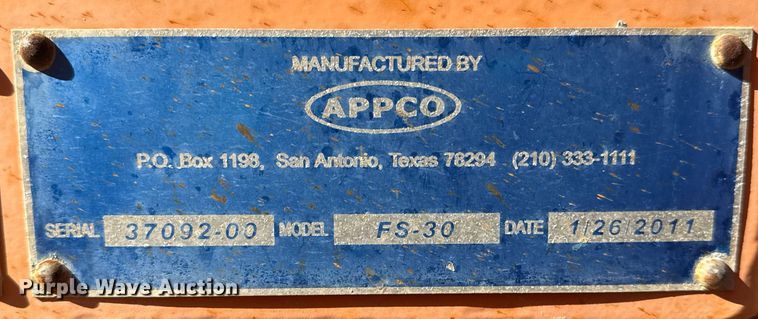 MANUFACTURED BY
APPCO
P.O. Box 1198, San Antonio, Texas 78294 (210) 333-1111
SERIAL 37092-00 MODEL FS-30 DATE 1/26/2011
Purple Wave Auction